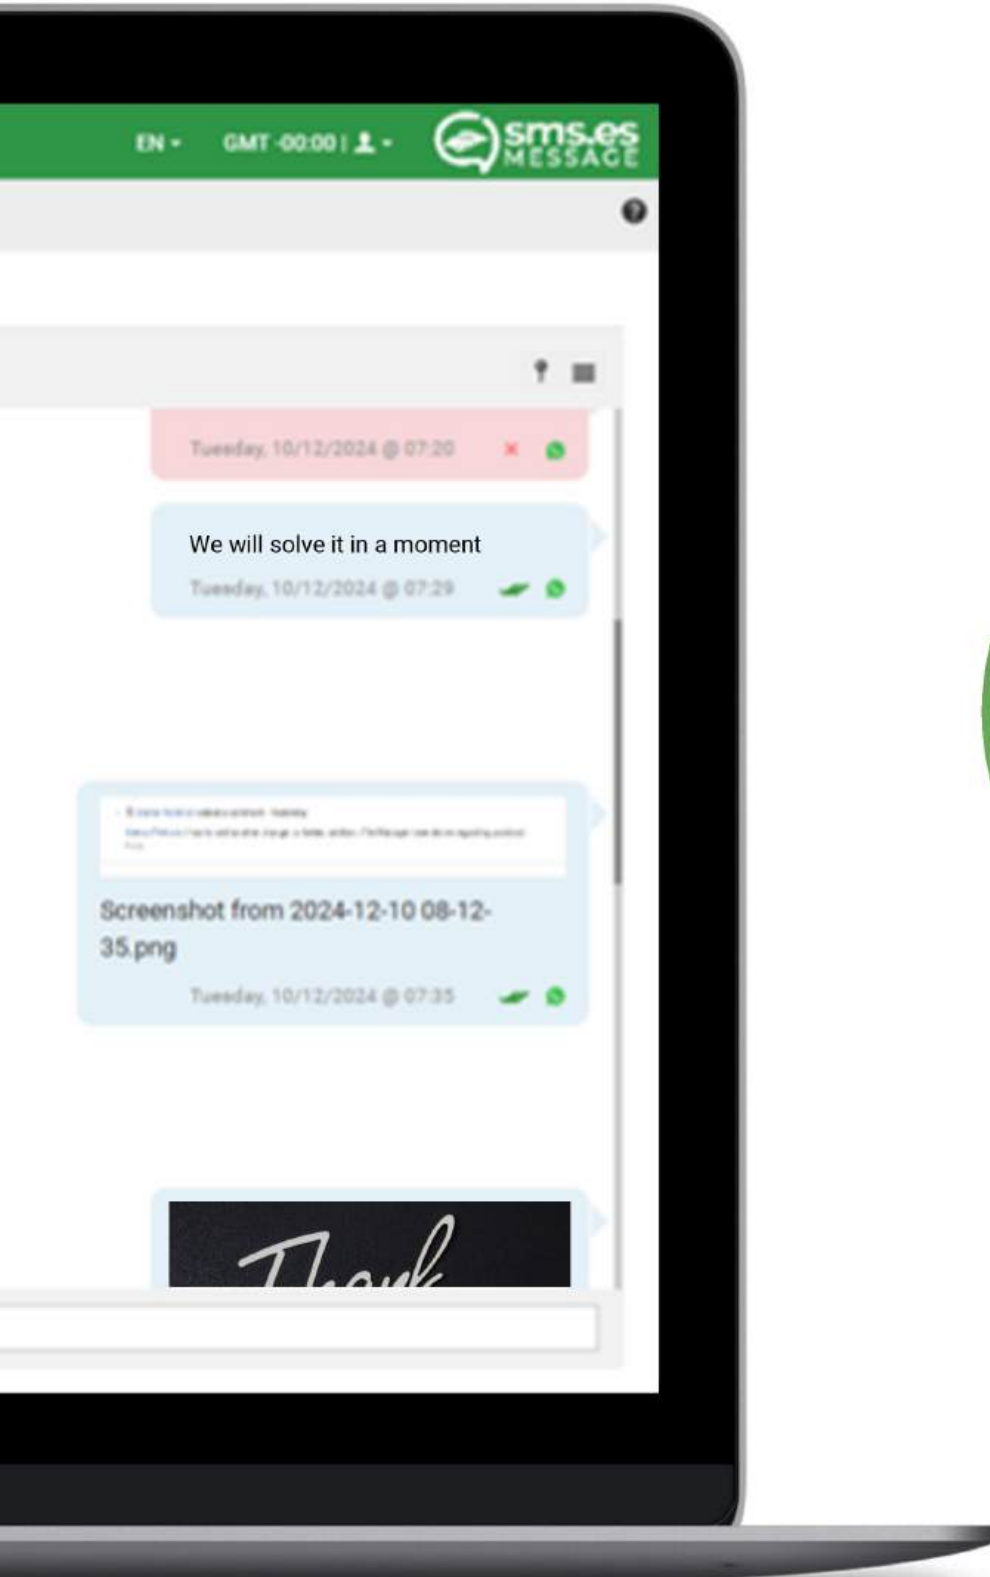 EN
GMT -00:00 |
sms.es
MESSAGE
Tuesday, 10/12/2024 @ 07:20
We will solve it in a moment
Tuesday, 10/12/2024 @ 07:29
Screenshot from 2024-12-10 08-12-
35.png
Tuesday, 10/12/2024 @ 07:35
Thank